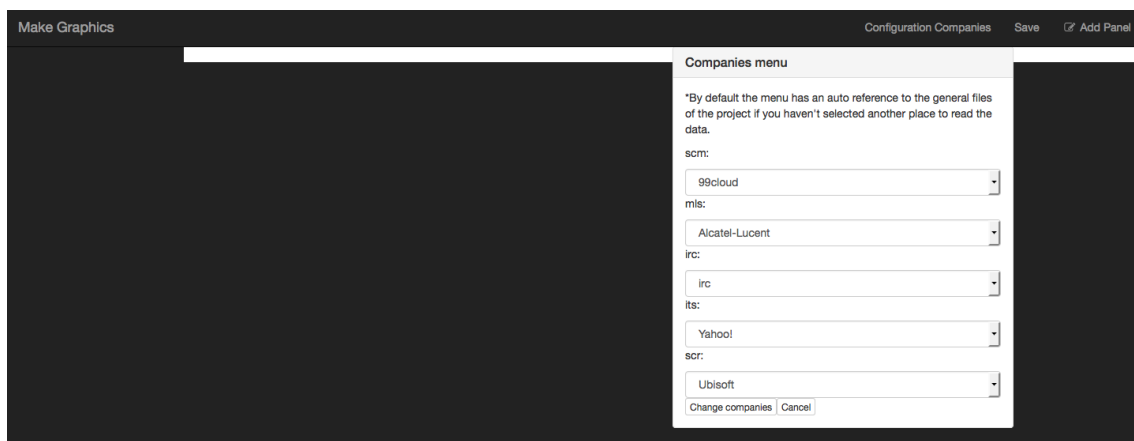 Make Graphics
Configuration Companies Save Add Panel
Companies menu
*By default the menu has an auto reference to the general files
of the project if you haven't selected another place to read the
data.
scm:
99cloud
mls:
Alcatel-Lucent
irc:
irc
its:
Yahoo!
scr:
Ubisoft
Change companies Cancel